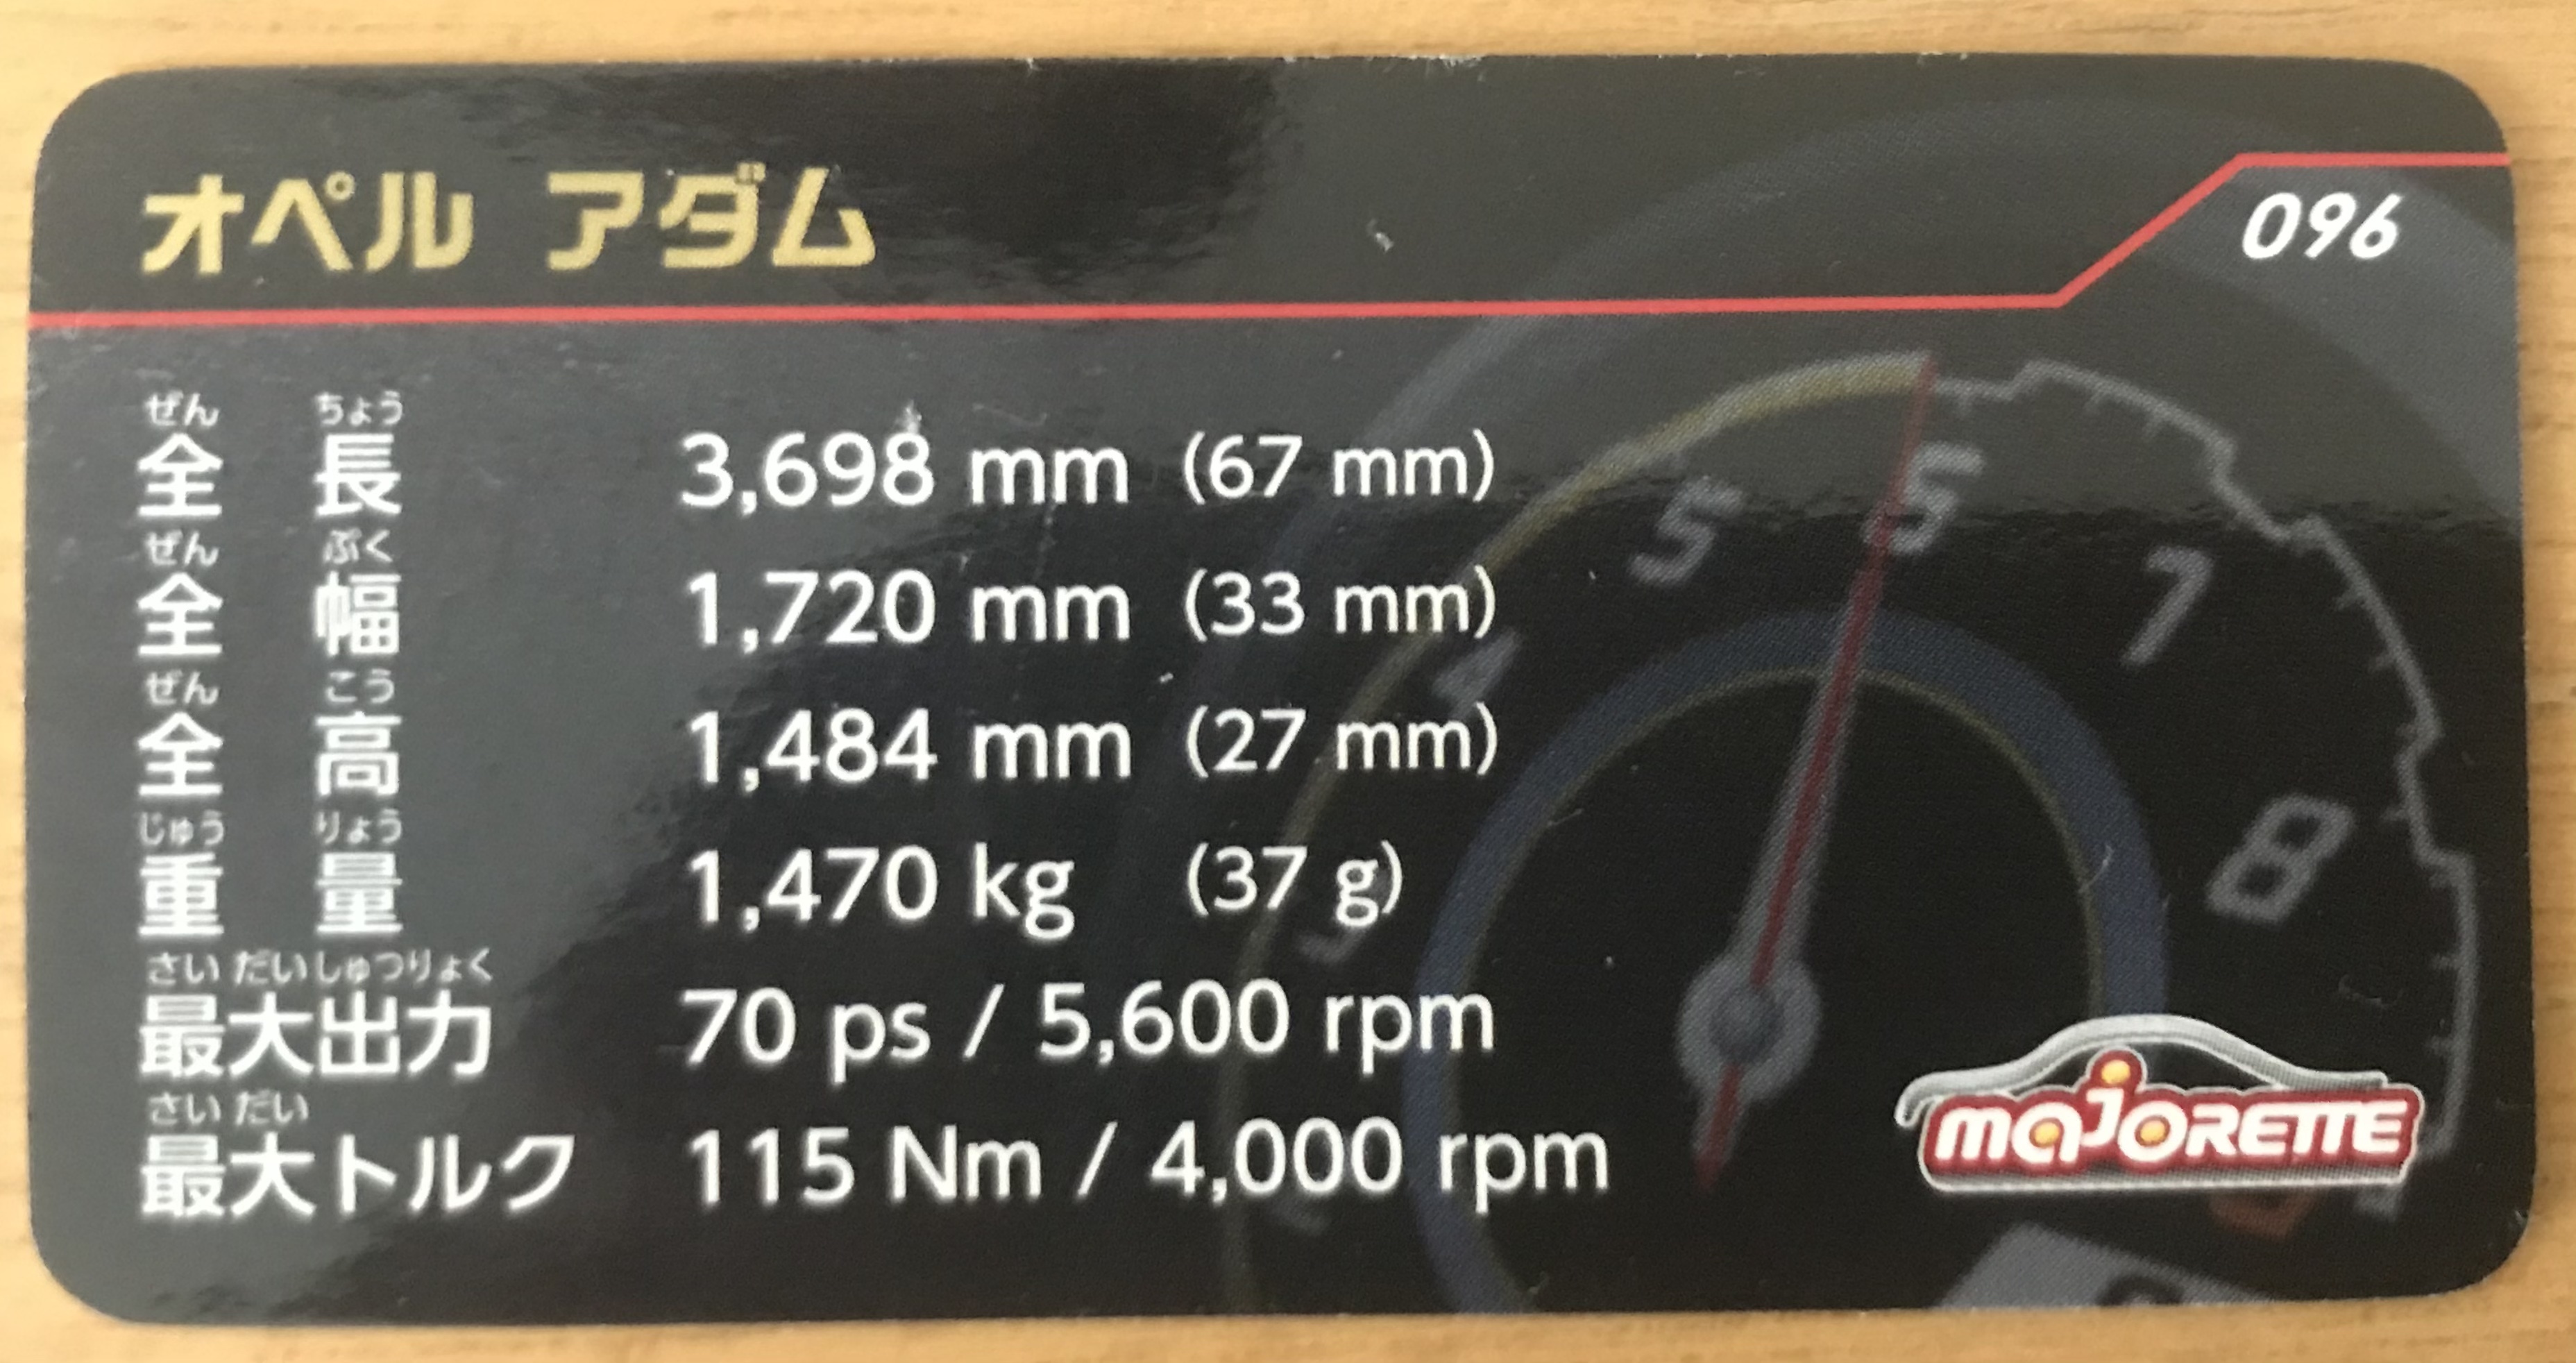 オペル アダム
096
ぜん ちょう
全 長 3,698 mm (67 mm)
ぜん ぷく
全 幅 1,720 mm (33 mm)
ぜん こう
全 高 1,484 mm (27 mm)
じゅう りょう
重 量 1,470 kg (37 g)
さい だい しゅつりょく
最大出力 70 ps / 5,600 rpm
さい だい
最大トルク 115 Nm / 4,000 rpm
5
7
4
8
majORETTE